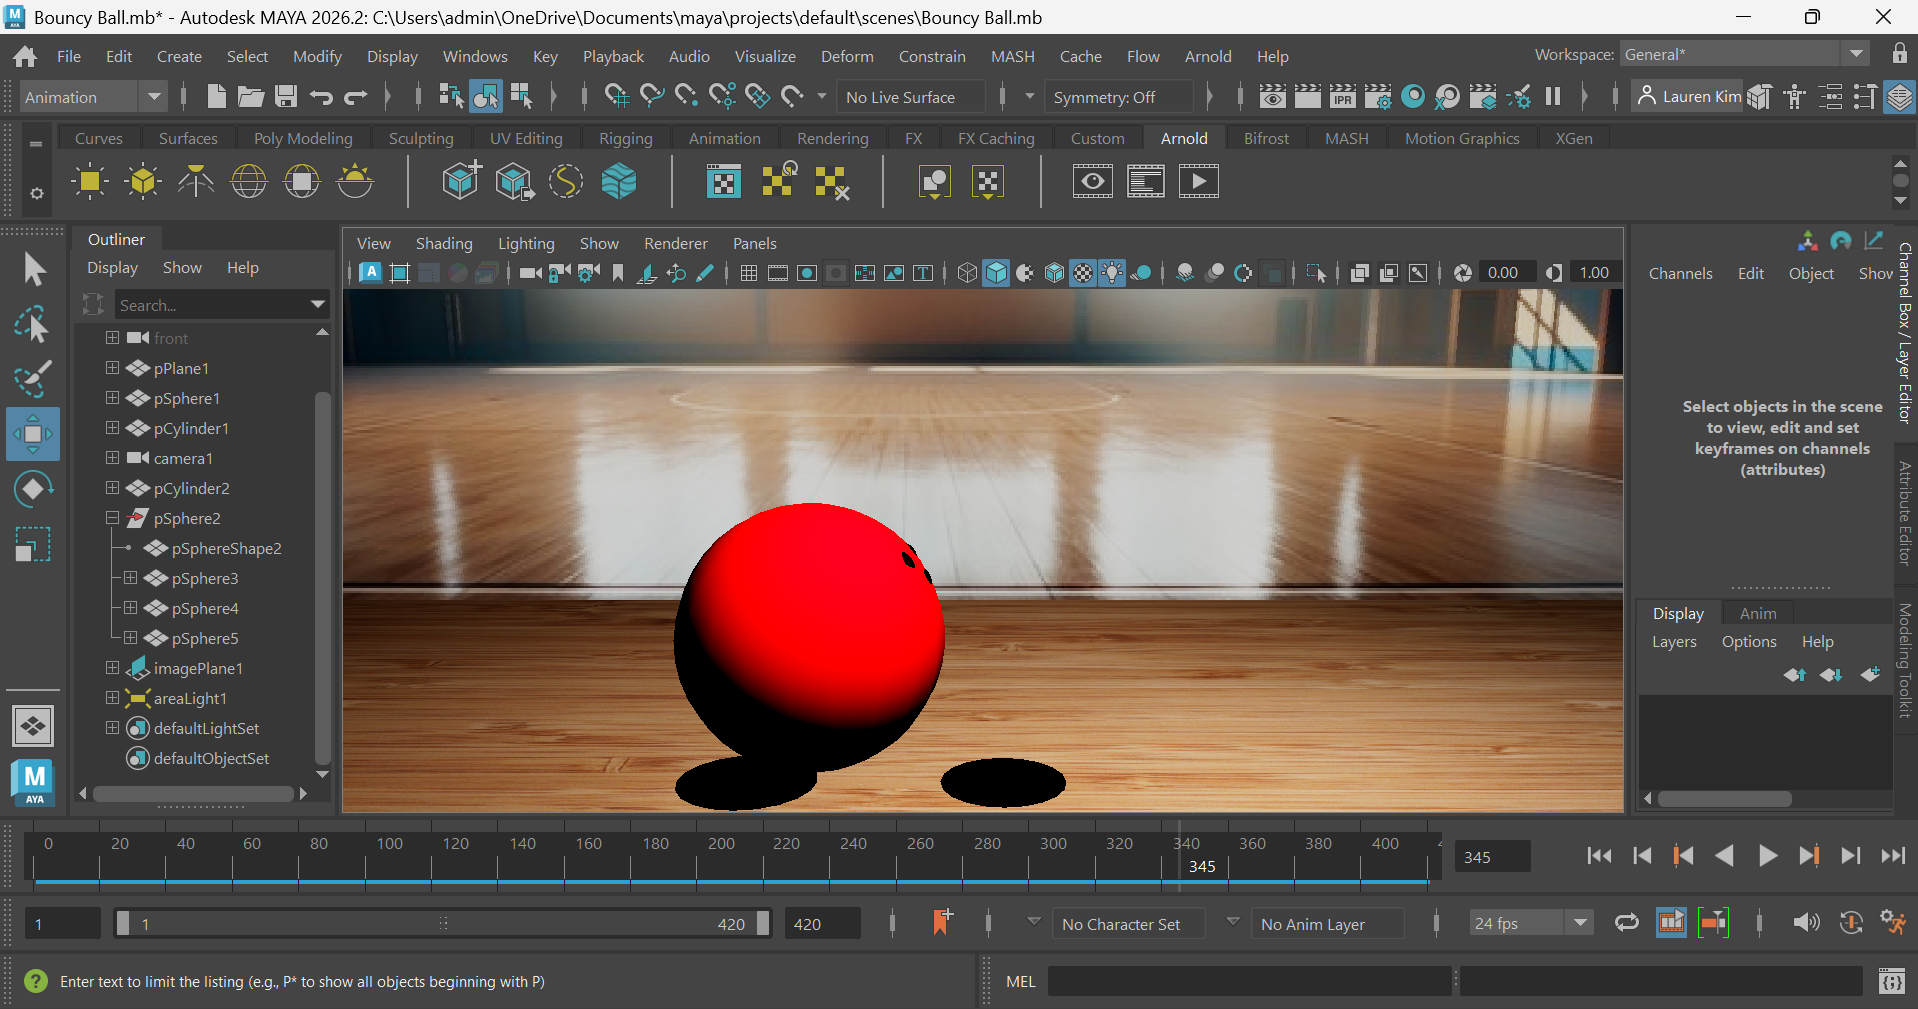 Bouncy Ball.mb* - Autodesk MAYA 2026.2: C:\Users\admin\OneDrive\Documents\maya\projects\default\scenes\Bouncy Ball.mb
File Edit Create Select Modify Display Windows Key Playback Audio Visualize Deform Constrain MASH Cache Flow Arnold Help
Workspace: General*
Animation
No Live Surface
Symmetry: Off
Lauren Kim
IPR
Curves Surfaces Poly Modeling Sculpting UV Editing Rigging Animation Rendering FX FX Caching Custom Arnold Bifrost MASH Motion Graphics XGen
Outliner
Display Show Help
Search...
front
pPlane1
pSphere1
pCylinder1
camera1
pCylinder2
pSphere2
pSphereShape2
pSphere3
pSphere4
pSphere5
imagePlane1
areaLight1
defaultLightSet
defaultObjectSet
M
AYA
View Shading Lighting Show Renderer Panels
A
T
0.00
1.00
Channels Edit Object Show
Select objects in the scene
to view, edit and set
keyframes on channels
(attributes)
Channel Box / Layer Editor
Attribute Editor
Modeling Toolkit
Display Anim
Layers Options Help
0 20 40 60 80 100 120 140 160 180 200 220 240 260 280 300 320 340 360 380 400
345
345
1
1
420
420
No Character Set
No Anim Layer
24 fps
? Enter text to limit the listing (e.g., P* to show all objects beginning with P)
MEL